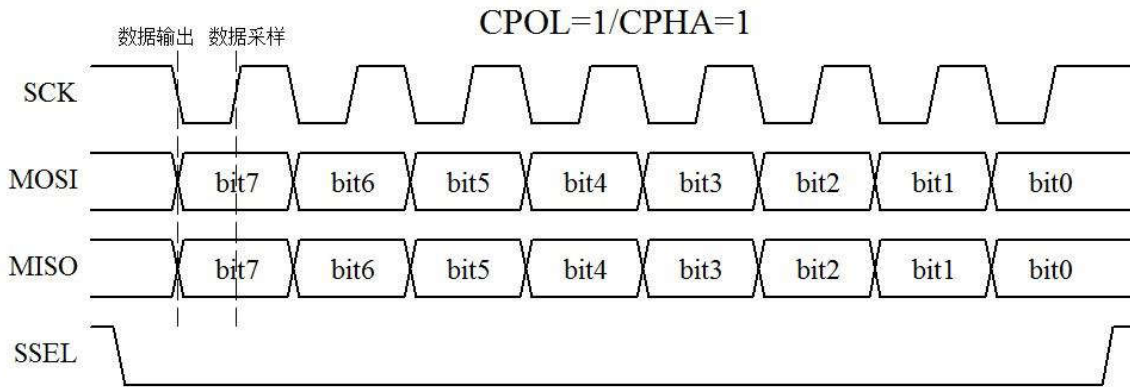 CPOL=1/CPHA=1
数据输出 数据采样
SCK
MOSI bit7 bit6 bit5 bit4 bit3 bit2 bit1 bit0
MISO bit7 bit6 bit5 bit4 bit3 bit2 bit1 bit0
SSEL